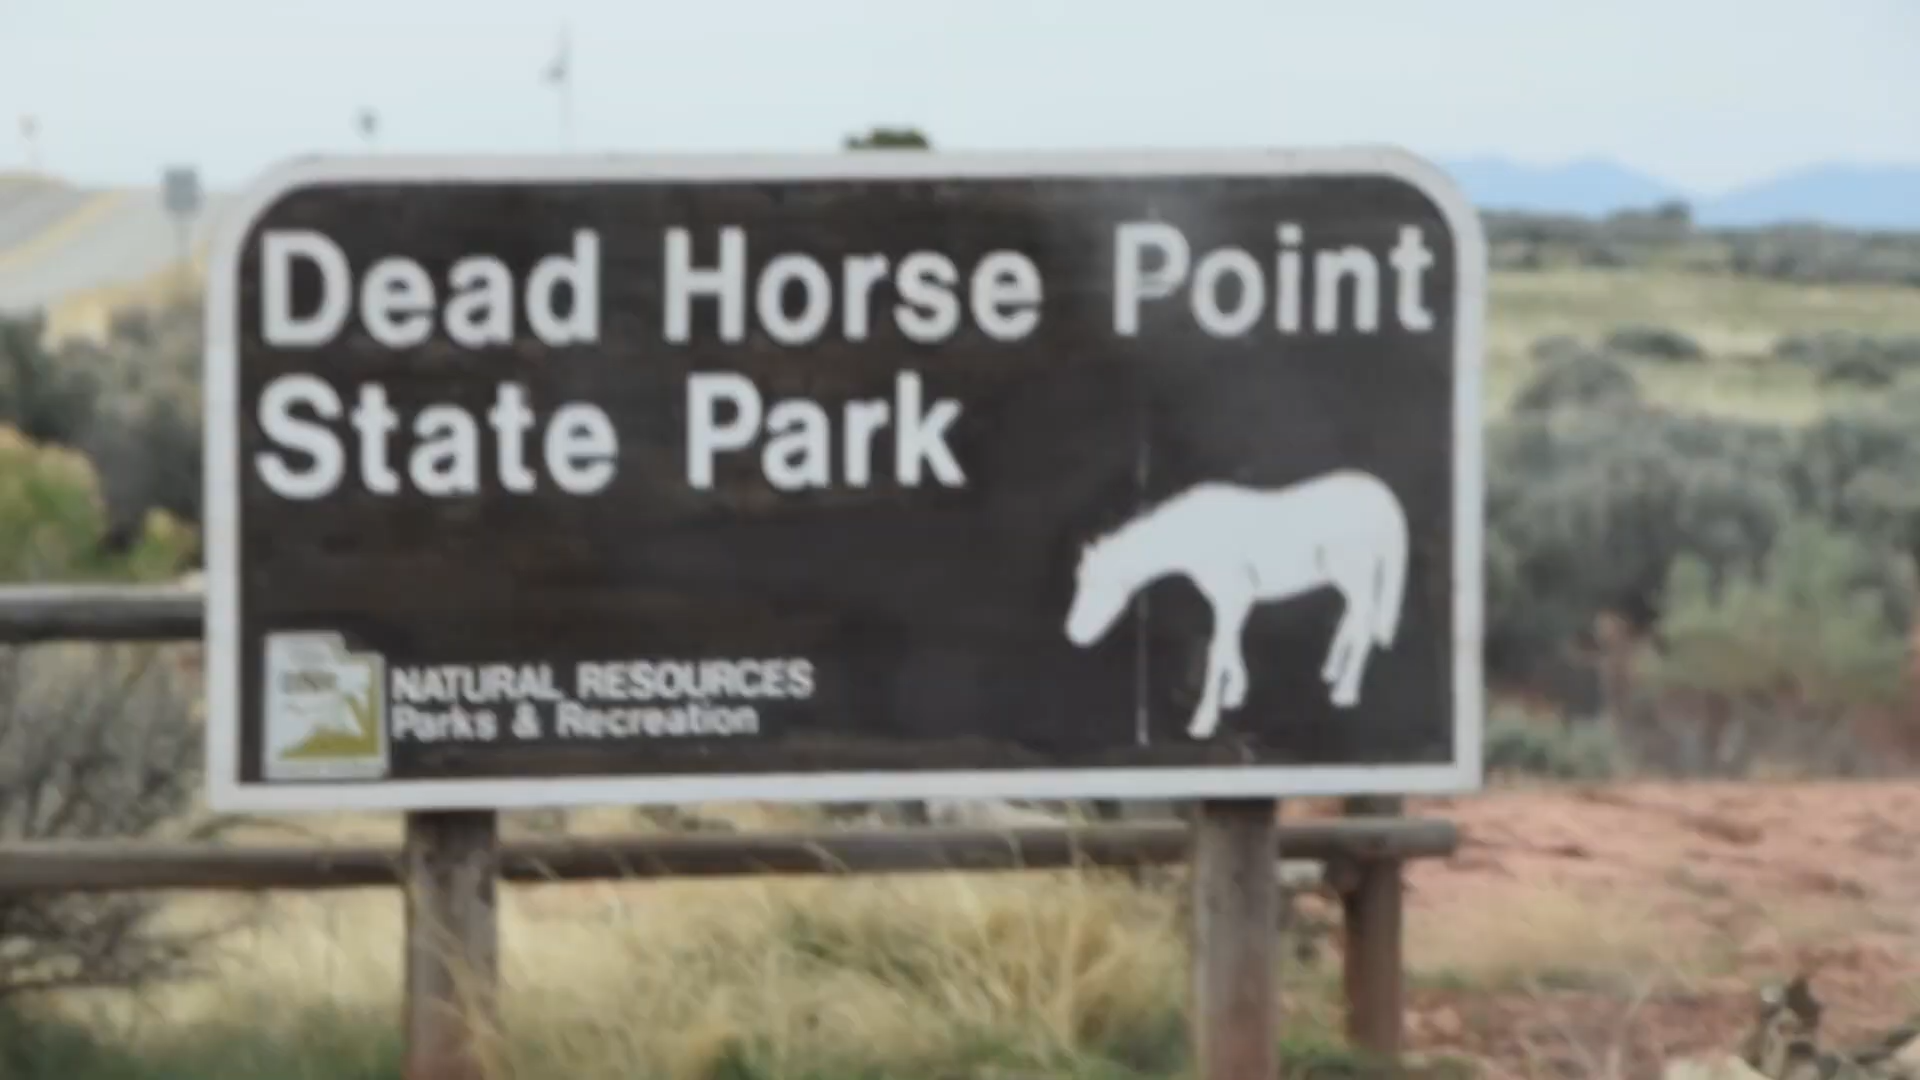 Dead Horse Point
State Park
NATURAL RESOURCES
Parks & Recreation